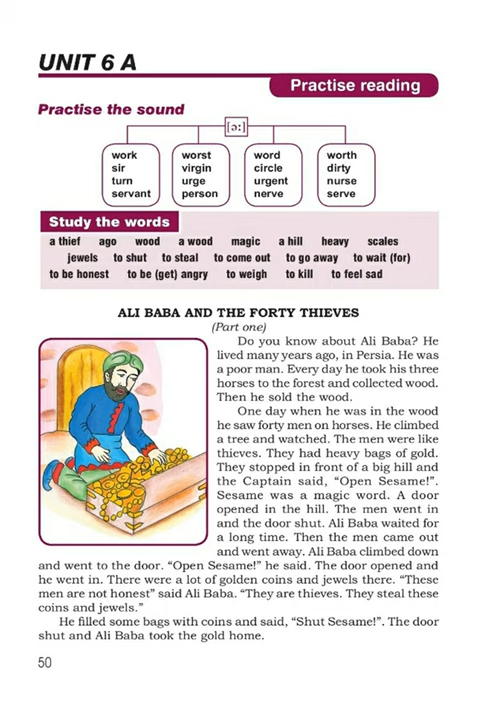 UNIT 6 A
Practise reading
Practise the sound
[ə:]
work
sir
turn
servant
worst
virgin
urge
person
word
circle
urgent
nerve
worth
dirty
nurse
serve
Study the words
a thief ago wood a wood magic a hill heavy scales
jewels to shut to steal to come out to go away to wait (for)
to be honest to be (get) angry to weigh to kill to feel sad
ALI BABA AND THE FORTY THIEVES
(Part one)
Do you know about Ali Baba? He
lived many years ago, in Persia. He was
a poor man. Every day he took his three
horses to the forest and collected wood.
Then he sold the wood.
One day when he was in the wood
he saw forty men on horses. He climbed
a tree and watched. The men were like
thieves. They had heavy bags of gold.
They stopped in front of a big hill and
the Captain said, “Open Sesame!”.
Sesame was a magic word. A door
opened in the hill. The men went in
and the door shut. Ali Baba waited for
a long time. Then the men came out
and went away. Ali Baba climbed down
and went to the door. “Open Sesame!” he said. The door opened and
he went in. There were a lot of golden coins and jewels there. “These
men are not honest” said Ali Baba. “They are thieves. They steal these
coins and jewels.”
He filled some bags with coins and said, “Shut Sesame!”. The door
shut and Ali Baba took the gold home.
50